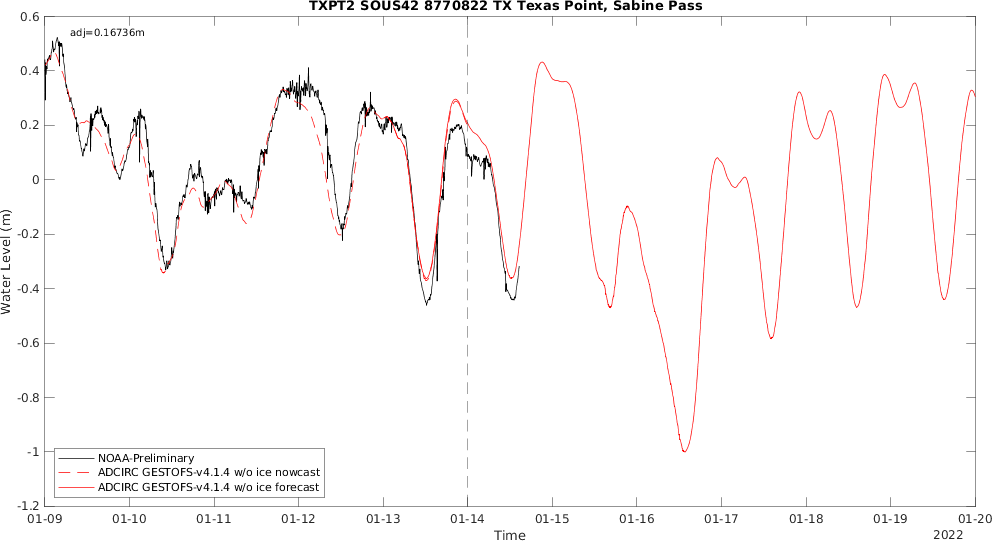 TXPT2 SOUS42 8770822 TX Texas Point, Sabine Pass
adj=0.16736m
0.6
0.4
0.2
0
-0.2
-0.4
-0.6
-0.8
-1
-1.2
Water Level (m)
NOAA-Preliminary
ADCIRC GESTOFS-v4.1.4 w/o ice nowcast
ADCIRC GESTOFS-v4.1.4 w/o ice forecast
01-09 01-10 01-11 01-12 01-13 01-14 01-15 01-16 01-17 01-18 01-19 01-20
Time
2022